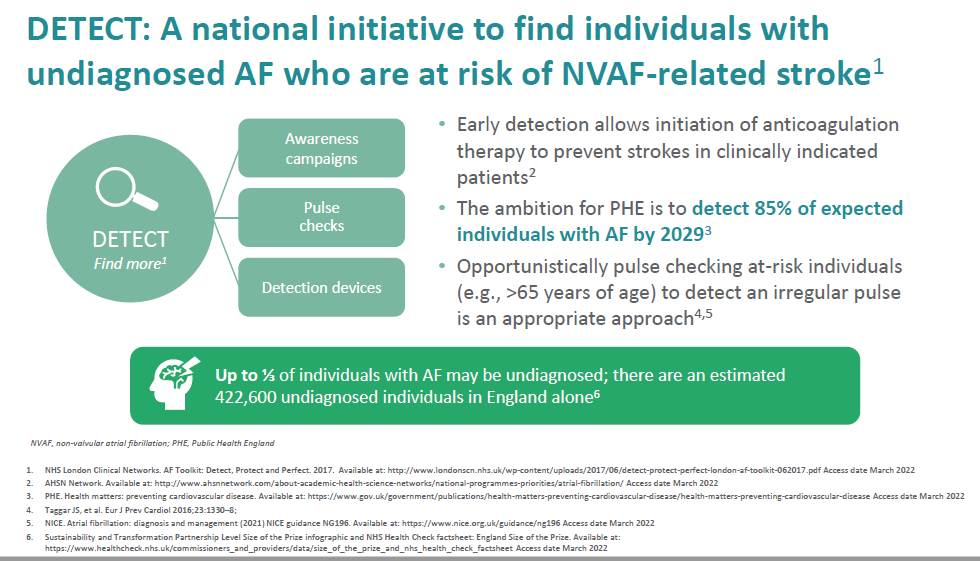 DETECT: A national initiative to find individuals with
undiagnosed AF who are at risk of NVAF-related stroke1
DETECT
Find more1
Awareness
campaigns
Pulse
checks
Detection devices
• Early detection allows initiation of anticoagulation
therapy to prevent strokes in clinically indicated
patients2
• The ambition for PHE is to detect 85% of expected
individuals with AF by 20293
• Opportunistically pulse checking at-risk individuals
(e.g., >65 years of age) to detect an irregular pulse
is an appropriate approach4,5
Up to ⅓ of individuals with AF may be undiagnosed; there are an estimated
422,600 undiagnosed individuals in England alone6
NVAF, non-valvular atrial fibrillation; PHE, Public Health England
1. NHS London Clinical Networks. AF Toolkit: Detect, Protect and Perfect. 2017. Available at: http://www.londonscn.nhs.uk/wp-content/uploads/2017/06/detect-protect-perfect-london-af-toolkit-062017.pdf Access date March 2022
2. AHSN Network. Available at: http://www.ahsnnetwork.com/about-academic-health-science-networks/national-programmes-priorities/atrial-fibrillation/ Access date March 2022
3. PHE. Health matters: preventing cardiovascular disease. Available at: https://www.gov.uk/government/publications/health-matters-preventing-cardiovascular-disease/health-matters-preventing-cardiovascular-disease Access date March 2022
4. Taggar JS, et al. Eur J Prev Cardiol 2016;23:1330–8;
5. NICE. Atrial fibrillation: diagnosis and management (2021) NICE guidance NG196. Available at: https://www.nice.org.uk/guidance/ng196 Access date March 2022
6. Sustainability and Transformation Partnership Level Size of the Prize infographic and NHS Health Check factsheet: England Size of the Prize. Available at:
https://www.healthcheck.nhs.uk/commissioners_and_providers/data/size_of_the_prize_and_nhs_health_check_factsheet Access date March 2022